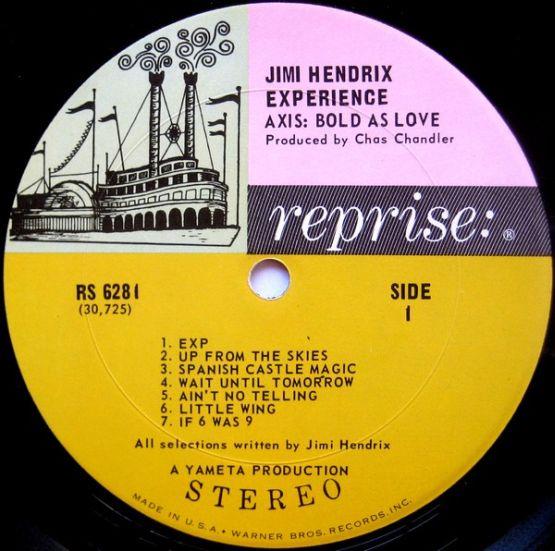 JIMI HENDRIX
EXPERIENCE
AXIS: BOLD AS LOVE
Produced by Chas Chandler
reprise: ®
RS 6281
(30,725)
SIDE
1
1. EXP
2. UP FROM THE SKIES
3. SPANISH CASTLE MAGIC
4. WAIT UNTIL TOMORROW
5. AIN'T NO TELLING
6. LITTLE WING
7. IF 6 WAS 9
All selections written by Jimi Hendrix
A YAMETA PRODUCTION
STEREO
MADE IN U.S.A. • WARNER BROS. RECORDS, INC.